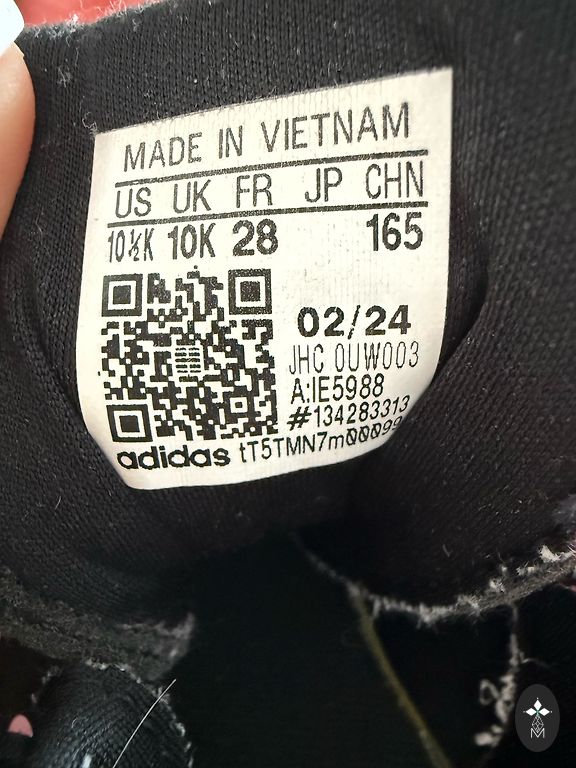 MADE IN VIETNAM
US UK FR JP CHN
10½K 10K 28 165
02/24
JHC 0UW003
A:IE5988
#134283313
adidas tT5TMN7m00099
M